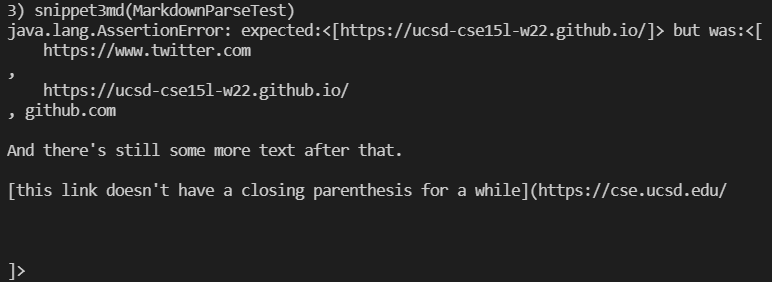 3) snippet3md(MarkdownParseTest)
java.lang.AssertionError: expected:<[https://ucsd-cse15l-w22.github.io/]> but was:<[
    https://www.twitter.com
,
    https://ucsd-cse15l-w22.github.io/
, github.com

And there's still some more text after that.

[this link doesn't have a closing parenthesis for a while](https://cse.ucsd.edu/



]>